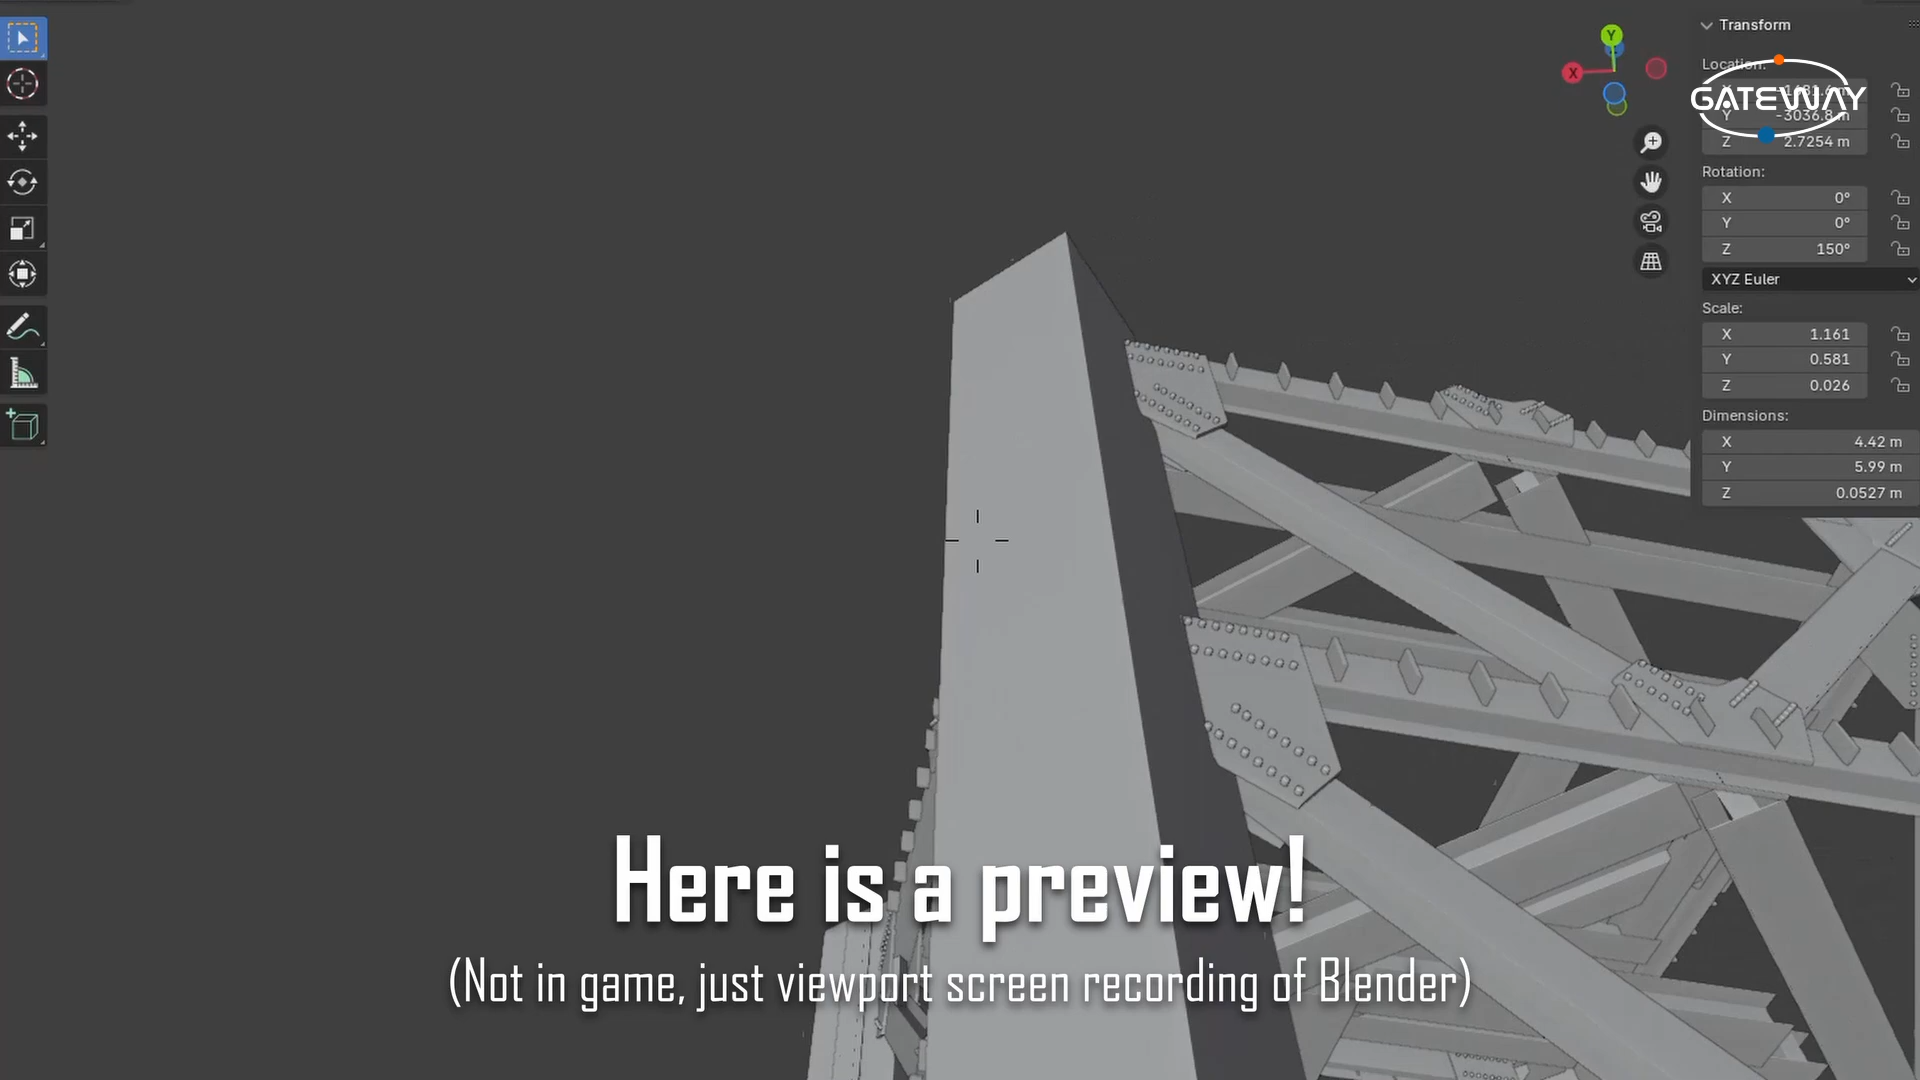 Transform
Location:
GATEWAY
Y -3036.8 m
Z 2.7254 m
Rotation:
X 0°
Y 0°
Z 150°
XYZ Euler
Scale:
X 1.161
Y 0.581
Z 0.026
Dimensions:
X 4.42 m
Y 5.99 m
Z 0.0527 m
Y
X
Here is a preview!
(Not in game, just viewport screen recording of Blender)